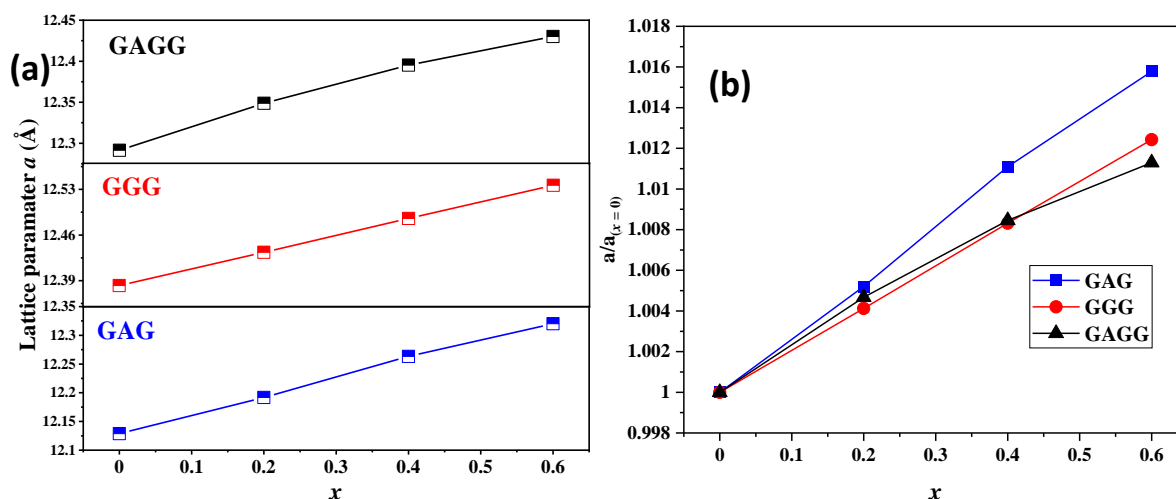 (a)
Lattice paramater a (Å)
GAGG
12.45
12.4
12.35
12.3
GGG
12.53
12.46
12.39
12.35
GAG
12.3
12.25
12.2
12.15
12.1
0 0.1 0.2 0.3 0.4 0.5 0.6
x
(b)
a/a(x = 0)
1.018
1.016
1.014
1.012
1.01
1.008
1.006
1.004
1.002
1
0.998
GAG
GGG
GAGG
0 0.1 0.2 0.3 0.4 0.5 0.6
x